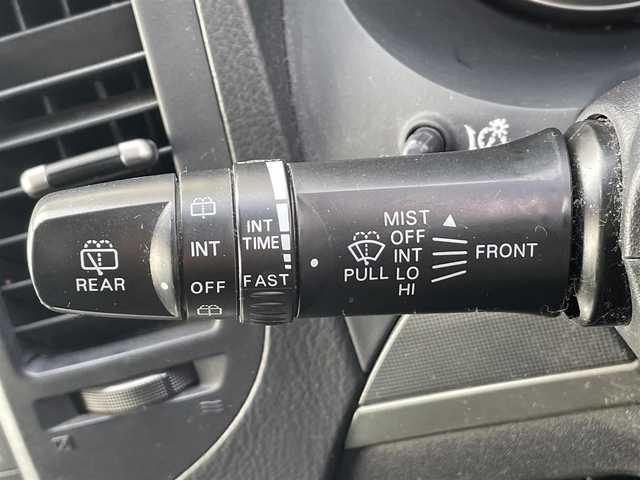 REAR
INT
OFF
INT
TIME
FAST
PULL
MIST
OFF
INT
LO
HI
FRONT